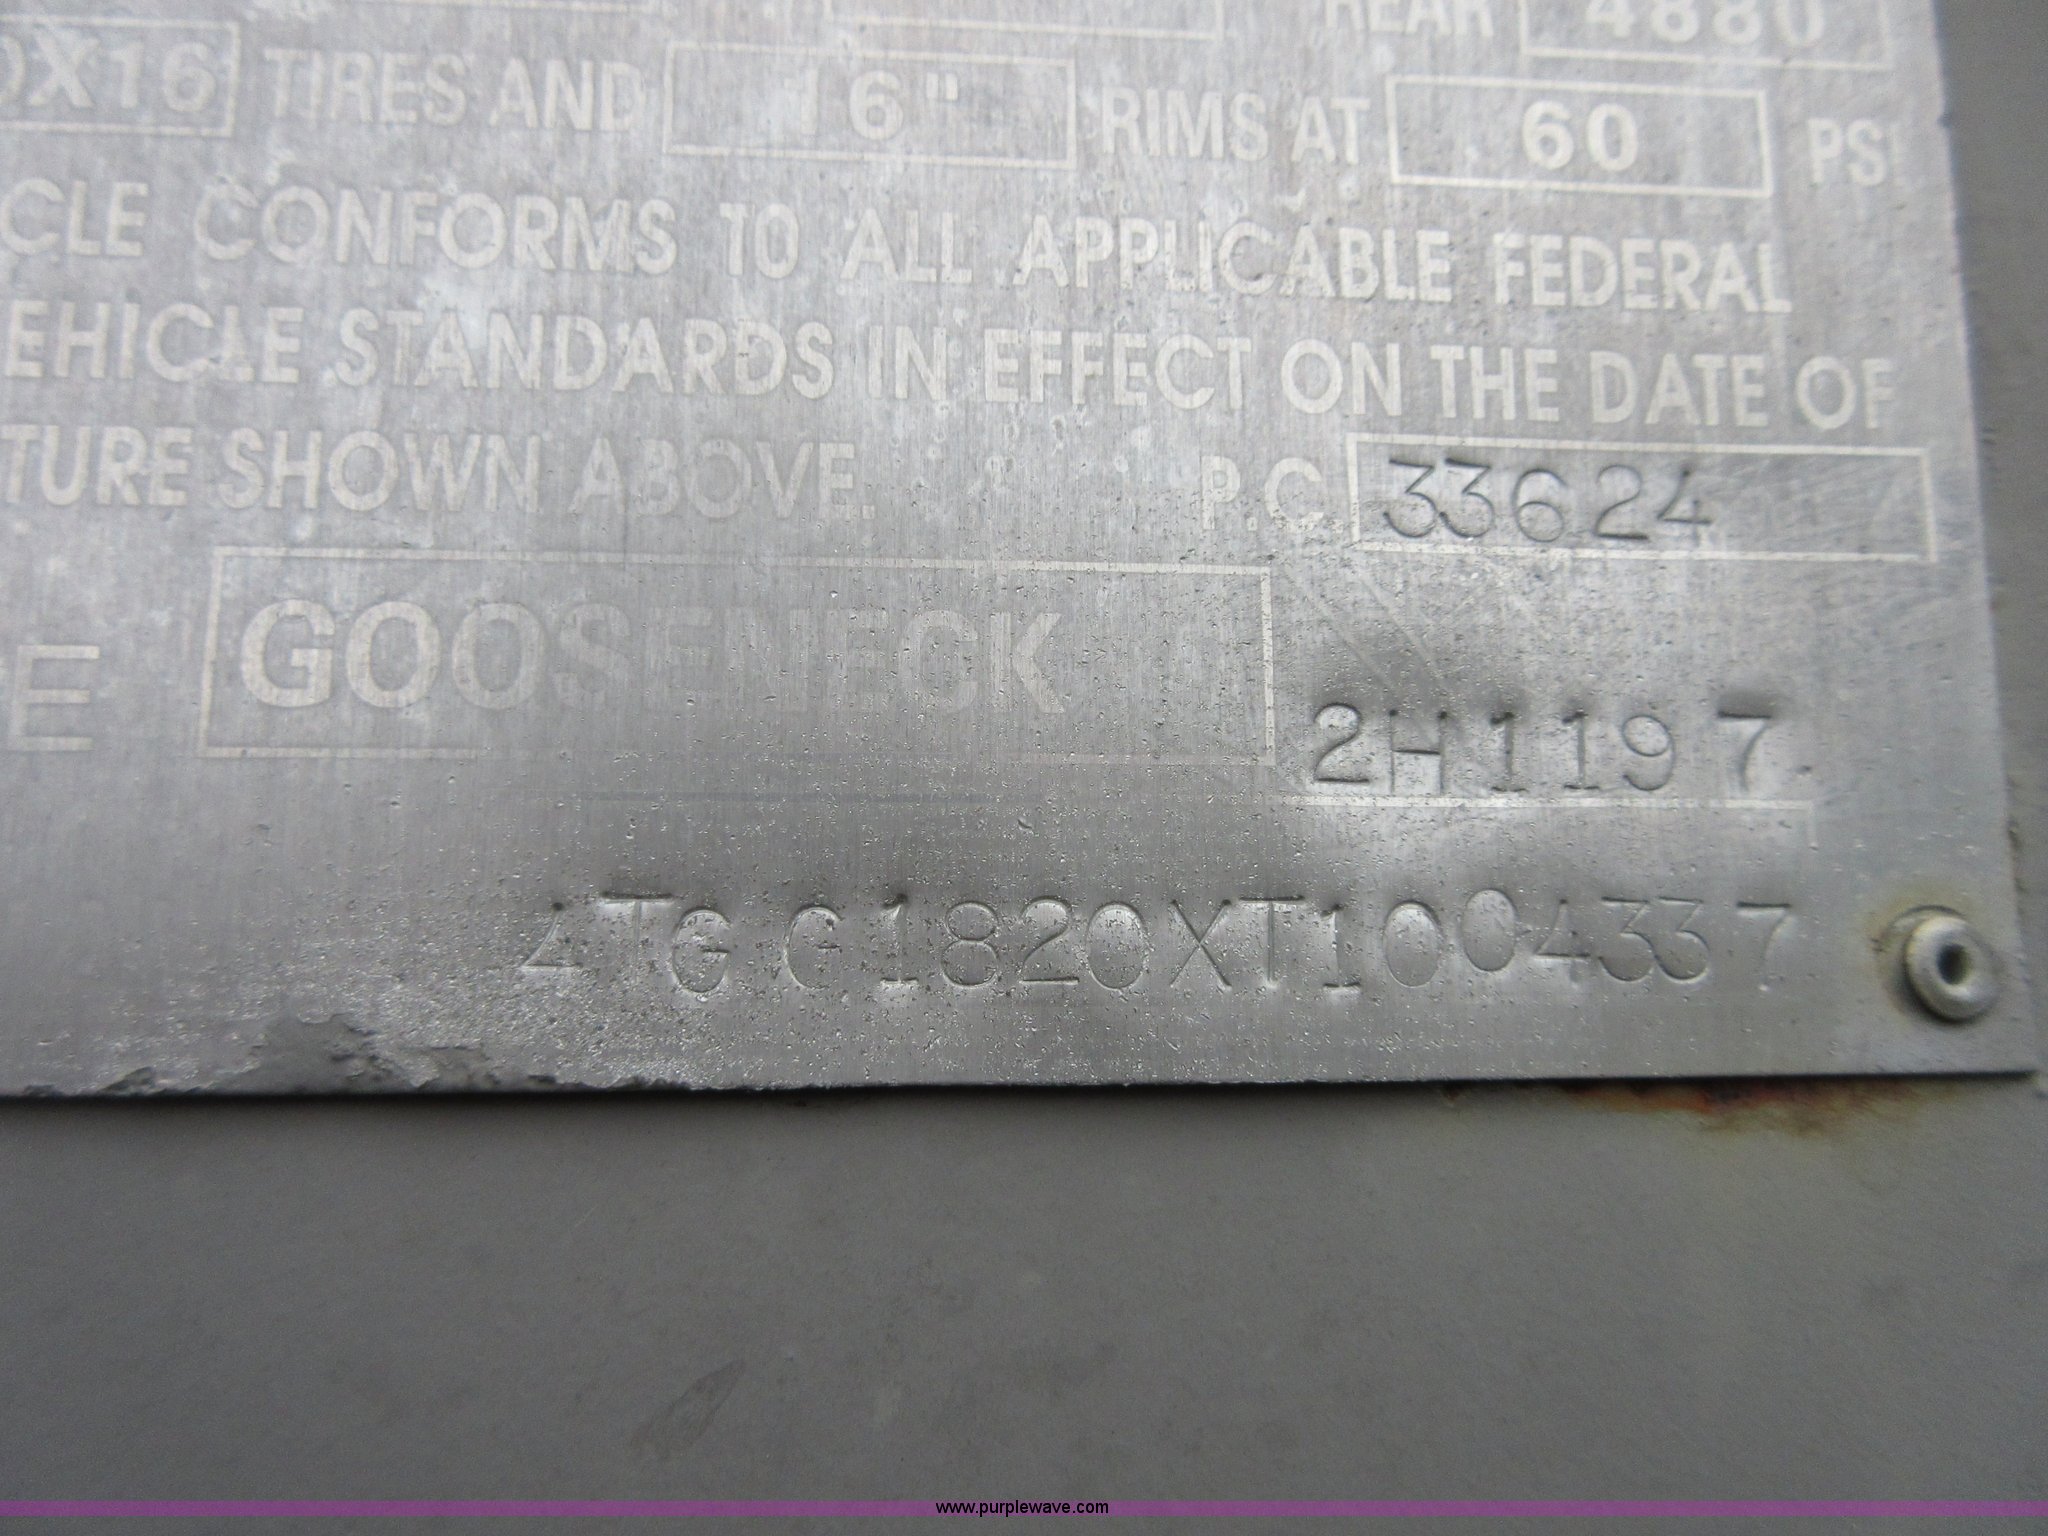 REAR 4880
0X16 TIRES AND 16" RIMS AT 60 PSI
CLE CONFORMS TO ALL APPLICABLE FEDERAL
EHICLE STANDARDS IN EFFECT ON THE DATE OF
TURE SHOWN ABOVE. P.C. 33624
E GOOSENECK
2H1197
4TGG1820XT1004337
www.purplewave.com